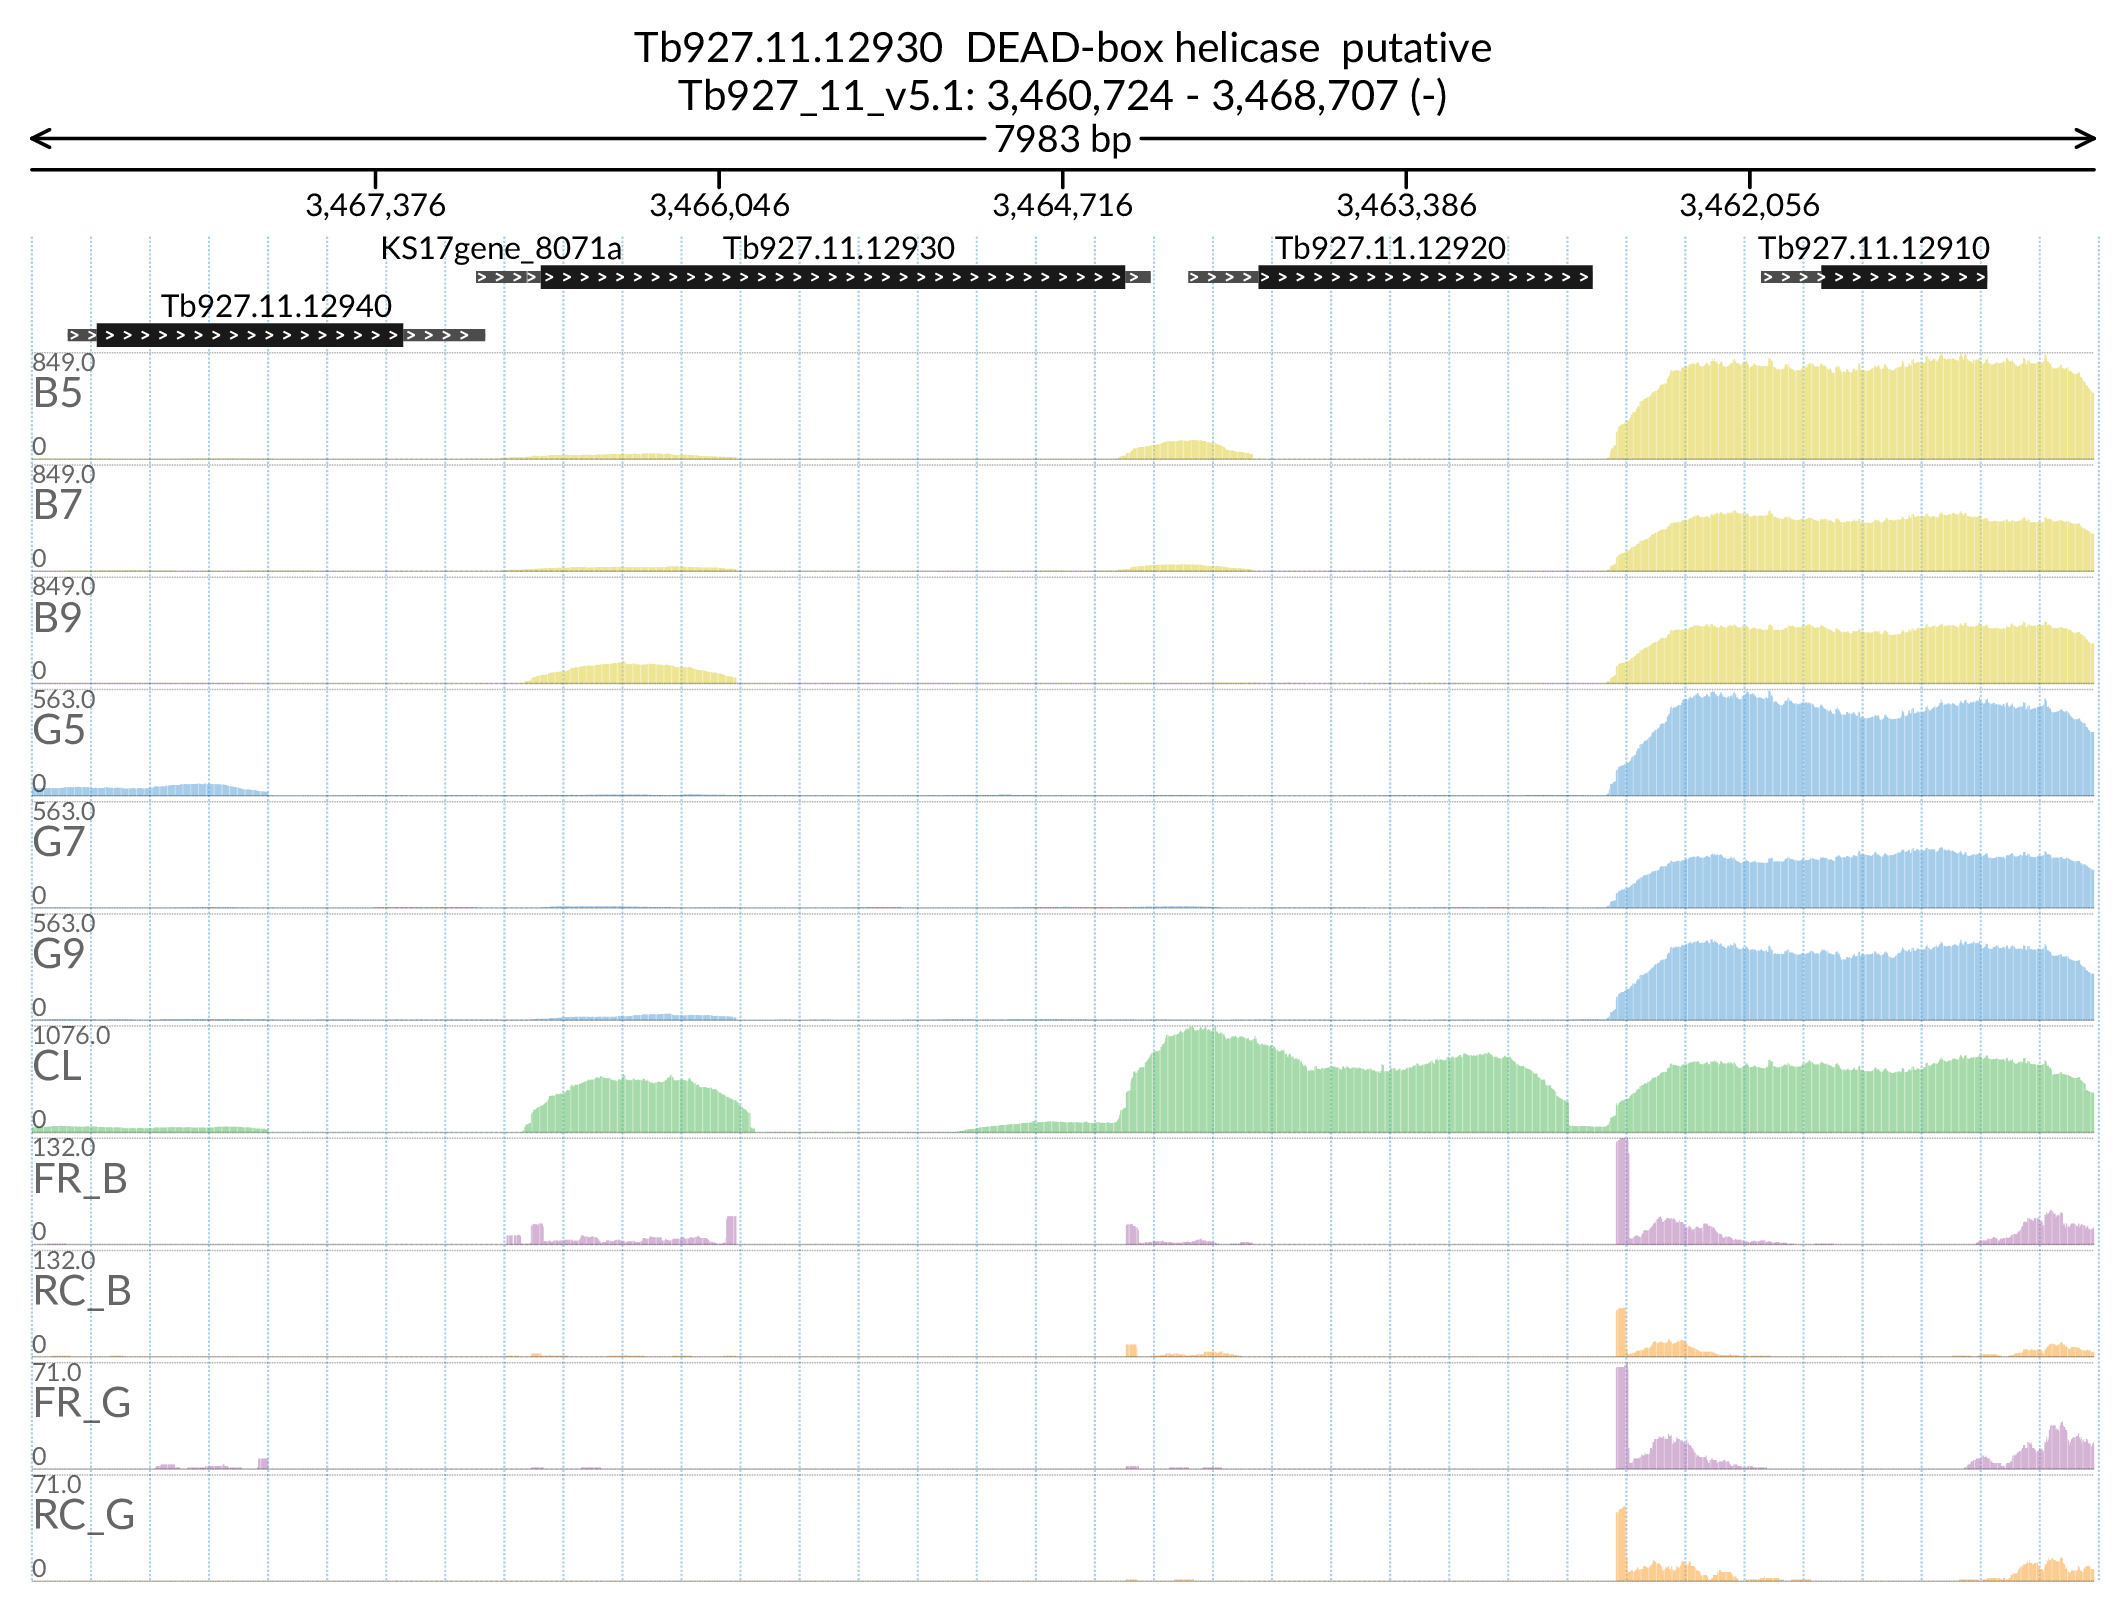 Tb927.11.12930  DEAD-box helicase  putative
Tb927_11_v5.1: 3,460,724 - 3,468,707 (-)
7983 bp
3,467,376 3,466,046 3,464,716 3,463,386 3,462,056
KS17gene_8071a Tb927.11.12930 Tb927.11.12920 Tb927.11.12910
Tb927.11.12940
849.0
B5
0
849.0
B7
0
849.0
B9
0
563.0
G5
0
563.0
G7
0
563.0
G9
0
1076.0
CL
0
132.0
FR_B
0
132.0
RC_B
0
71.0
FR_G
0
71.0
RC_G
0